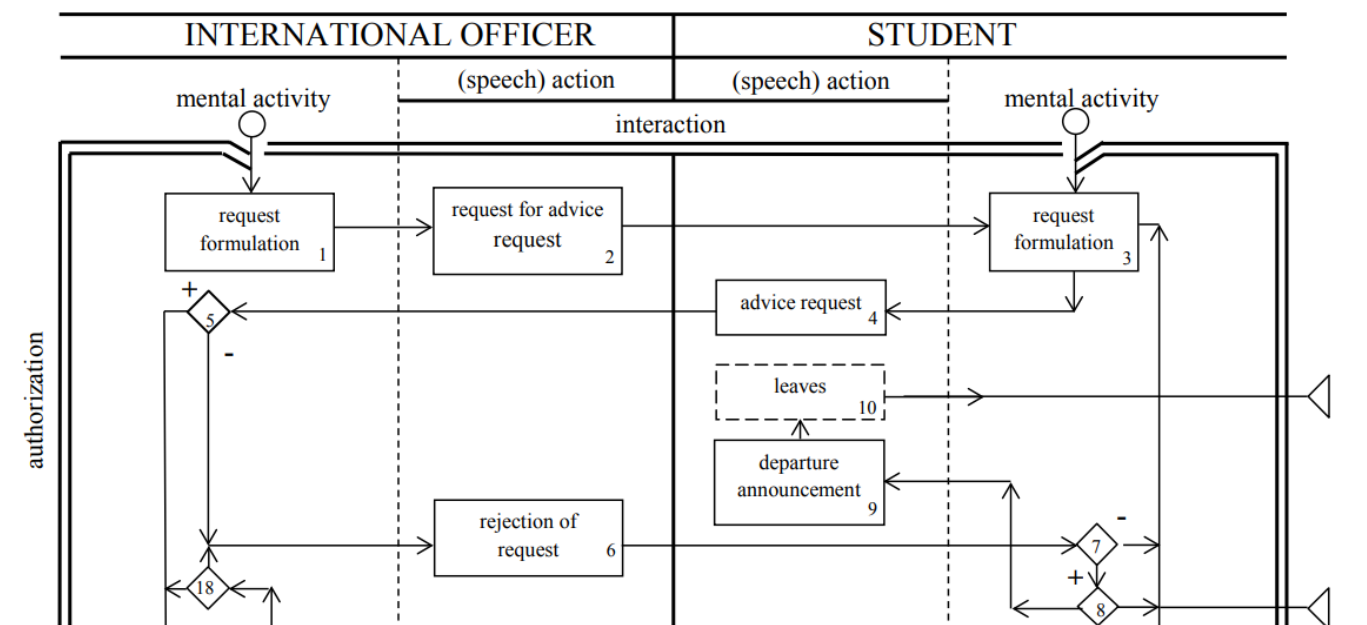 INTERNATIONAL OFFICER
STUDENT
(speech) action
(speech) action
mental activity
mental activity
interaction
request
formulation
1
request for advice
request
2
request
formulation
3
+
5
-
advice request
4
leaves
10
authorization
departure
announcement
9
rejection of
request
6
-
7
+
18
8